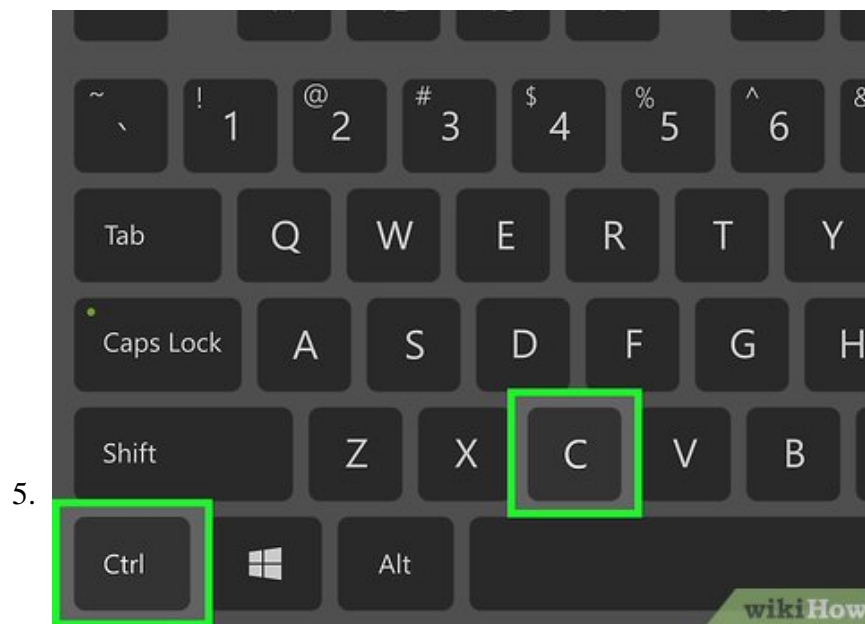 ~ ` ! 1 @ 2 # 3 $ 4 % 5 ^ 6 &
Tab Q W E R T Y
Caps Lock A S D F G H
Shift Z X C V B
5.
Ctrl Alt
wikiHow